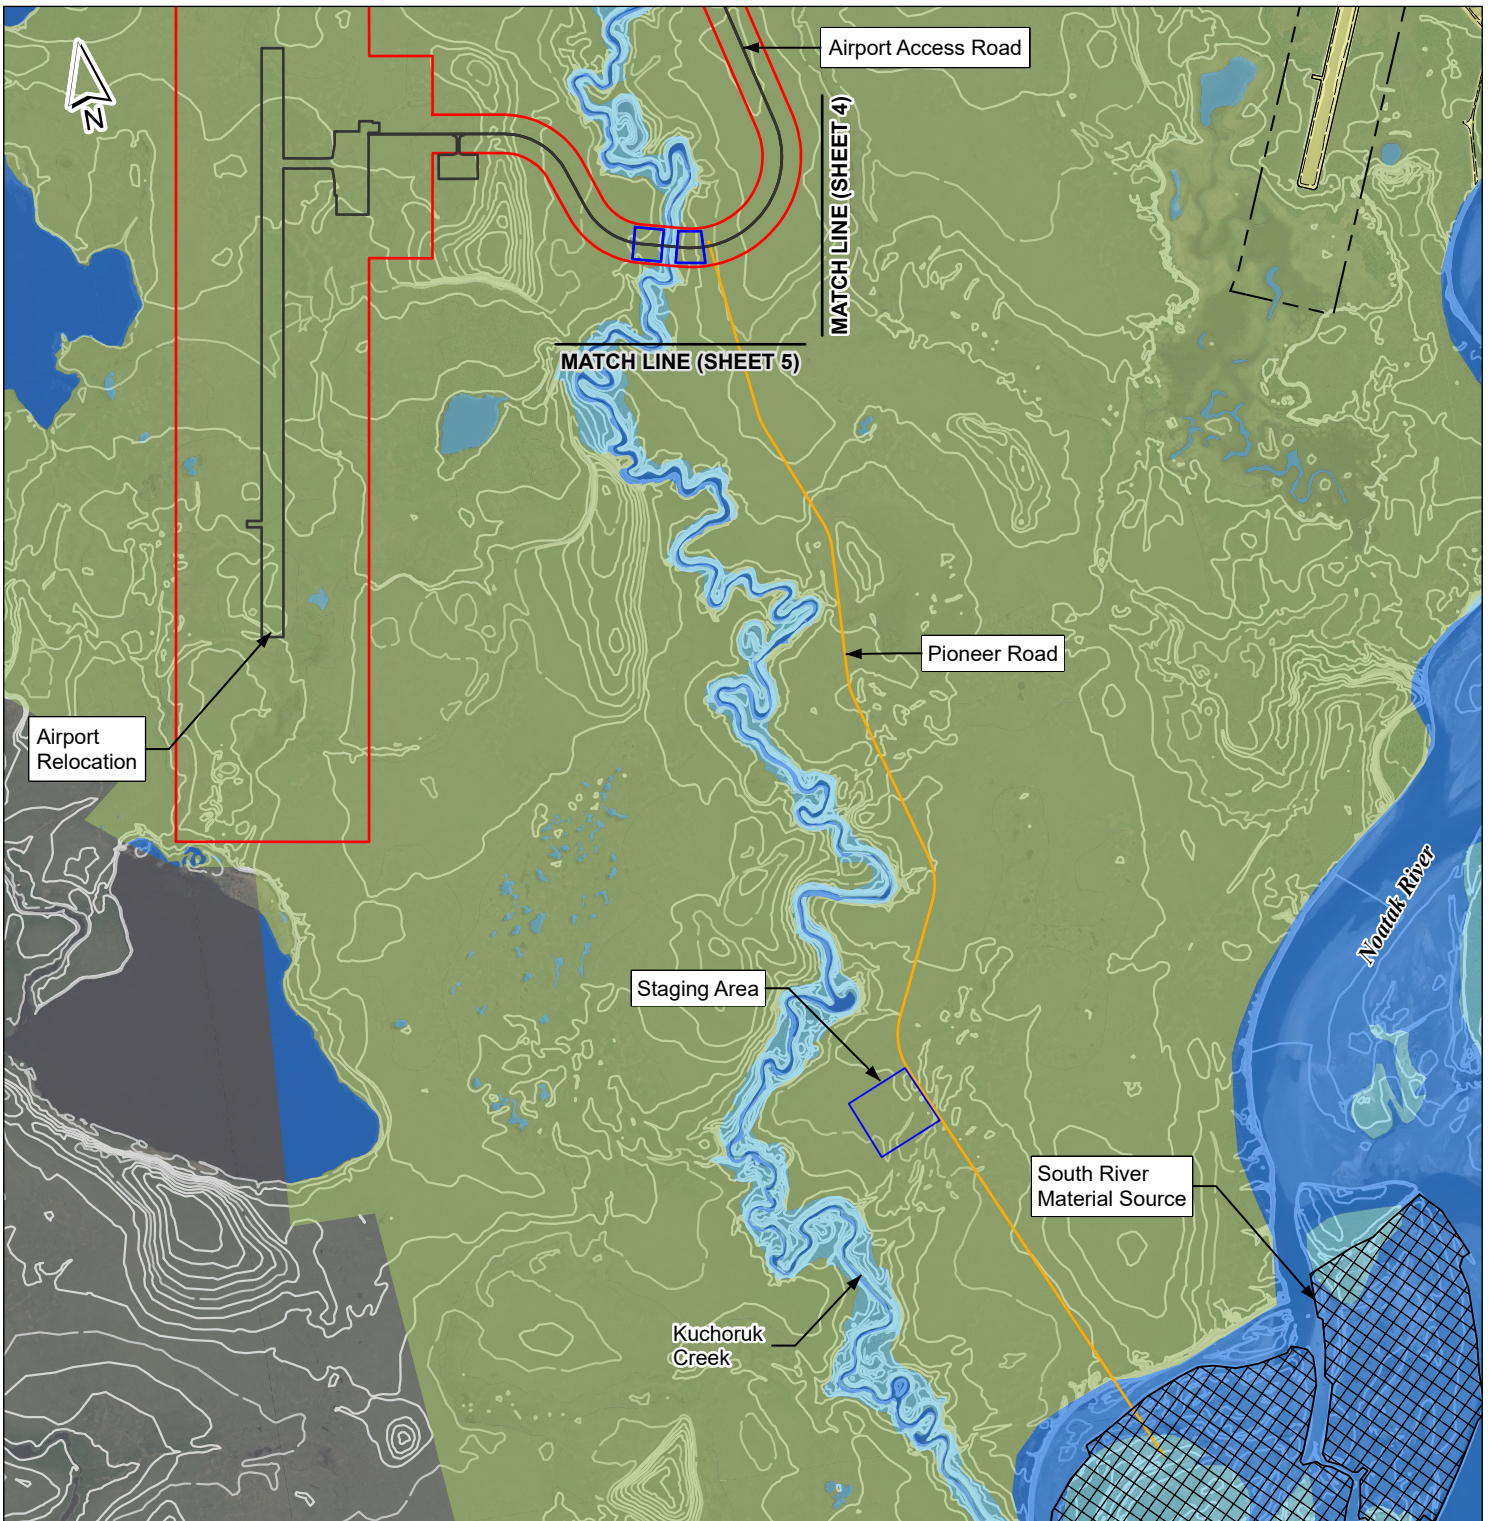 Airport Access Road
N
MATCH LINE (SHEET 4)
MATCH LINE (SHEET 5)
Pioneer Road
Airport
Relocation
Noatak River
Staging Area
South River
Material Source
Kuchoruk
Creek